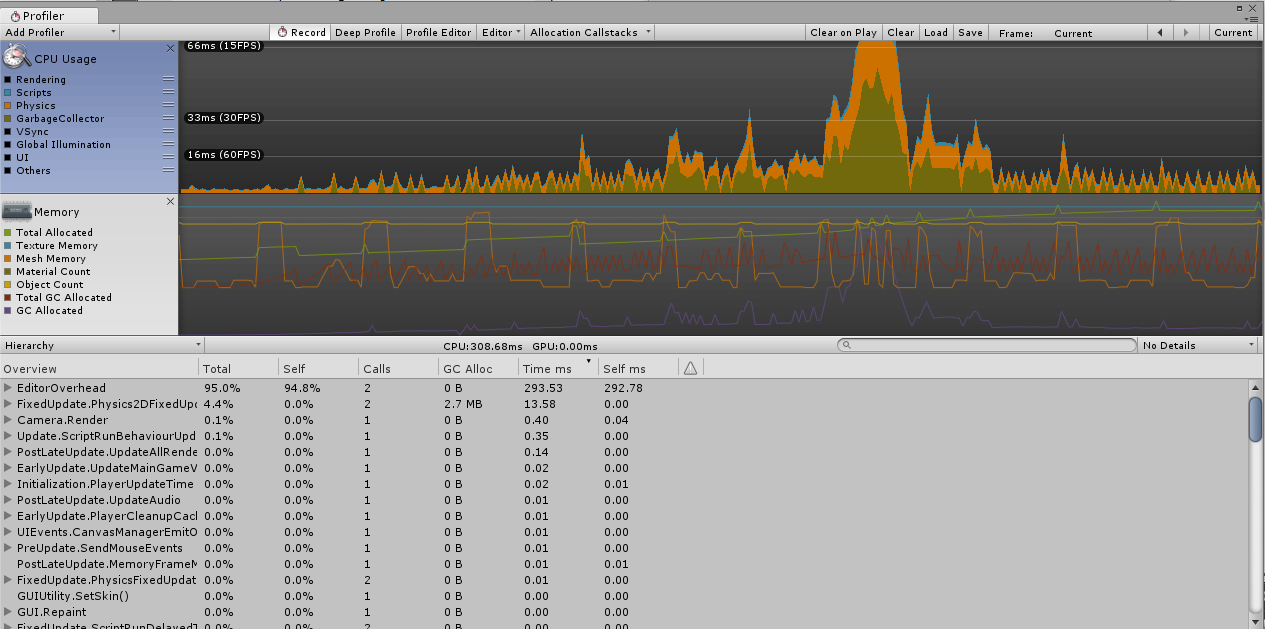 Profiler
Add Profiler Record Deep Profile Profile Editor Editor Allocation Callstacks Clear on Play Clear Load Save Frame: Current Current
CPU Usage
Rendering
Scripts
Physics
GarbageCollector
VSync
Global Illumination
UI
Others
66ms (15FPS)
33ms (30FPS)
16ms (60FPS)
Memory
Total Allocated
Texture Memory
Mesh Memory
Material Count
Object Count
Total GC Allocated
GC Allocated
Hierarchy CPU:308.68ms GPU:0.00ms No Details
Overview Total Self Calls GC Alloc Time ms Self ms
EditorOverhead 95.0% 94.8% 2 0 B 293.53 292.78
FixedUpdate.Physics2DFixedUpd 4.4% 0.0% 2 2.7 MB 13.58 0.00
Camera.Render 0.1% 0.0% 1 0 B 0.40 0.04
Update.ScriptRunBehaviourUpd 0.1% 0.0% 1 0 B 0.35 0.00
PostLateUpdate.UpdateAllRende 0.0% 0.0% 1 0 B 0.14 0.00
EarlyUpdate.UpdateMainGameV 0.0% 0.0% 1 0 B 0.02 0.00
Initialization.PlayerUpdateTime 0.0% 0.0% 1 0 B 0.02 0.01
PostLateUpdate.UpdateAudio 0.0% 0.0% 1 0 B 0.01 0.00
EarlyUpdate.PlayerCleanupCacl 0.0% 0.0% 1 0 B 0.01 0.00
UIEvents.CanvasManagerEmitO 0.0% 0.0% 1 0 B 0.01 0.00
PreUpdate.SendMouseEvents 0.0% 0.0% 1 0 B 0.01 0.00
PostLateUpdate.MemoryFrameM 0.0% 0.0% 1 0 B 0.01 0.01
FixedUpdate.PhysicsFixedUpdat 0.0% 0.0% 2 0 B 0.01 0.00
GUIUtility.SetSkin() 0.0% 0.0% 1 0 B 0.00 0.00
GUI.Repaint 0.0% 0.0% 1 0 B 0.00 0.00
FixedUpdate.ScriptRunDelayed 0.0% 0.0% 2 0 B 0.00 0.00